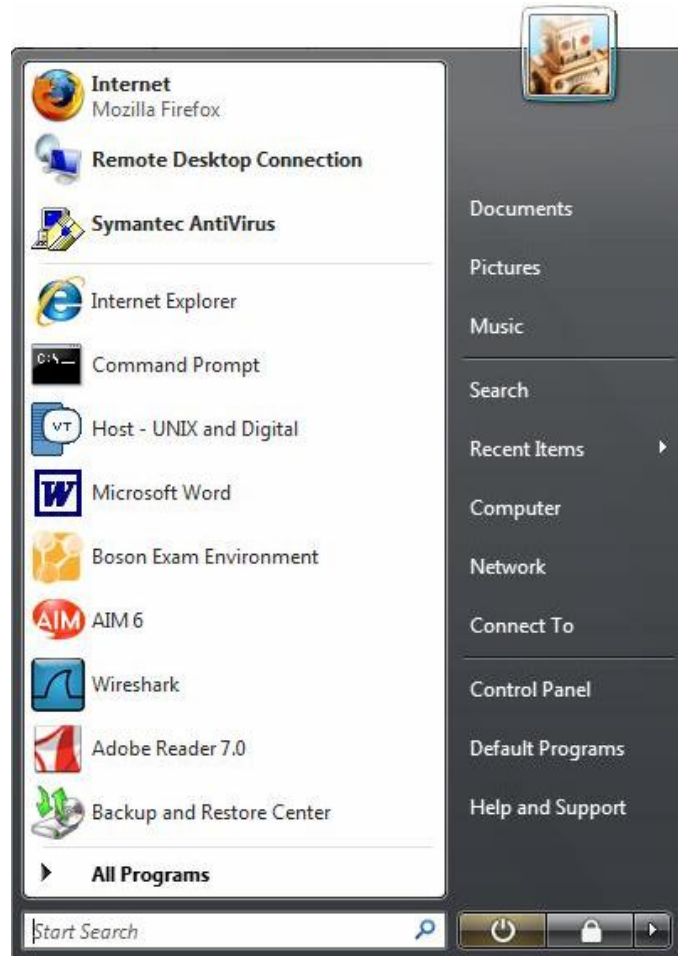 Internet
Mozilla Firefox
Remote Desktop Connection
Symantec AntiVirus
Internet Explorer
C:\
Command Prompt
VT
Host - UNIX and Digital
W
Microsoft Word
Boson Exam Environment
AIM
AIM 6
Wireshark
Adobe Reader 7.0
Backup and Restore Center
All Programs
Start Search
Documents
Pictures
Music
Search
Recent Items
Computer
Network
Connect To
Control Panel
Default Programs
Help and Support